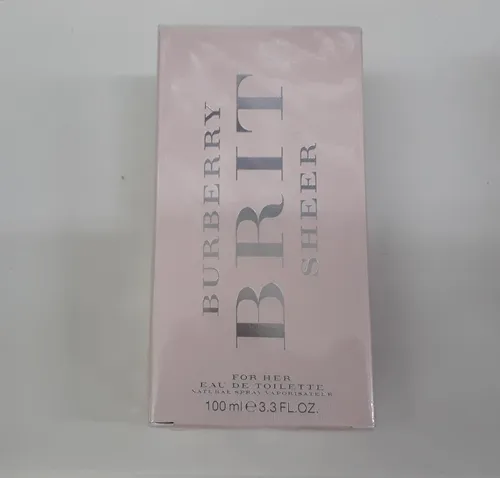 BURBERRY
BRIT
SHEER
FOR HER
EAU DE TOILETTE
NATURAL SPRAY VAPORISATEUR
100 ml ℮ 3.3 FL.OZ.